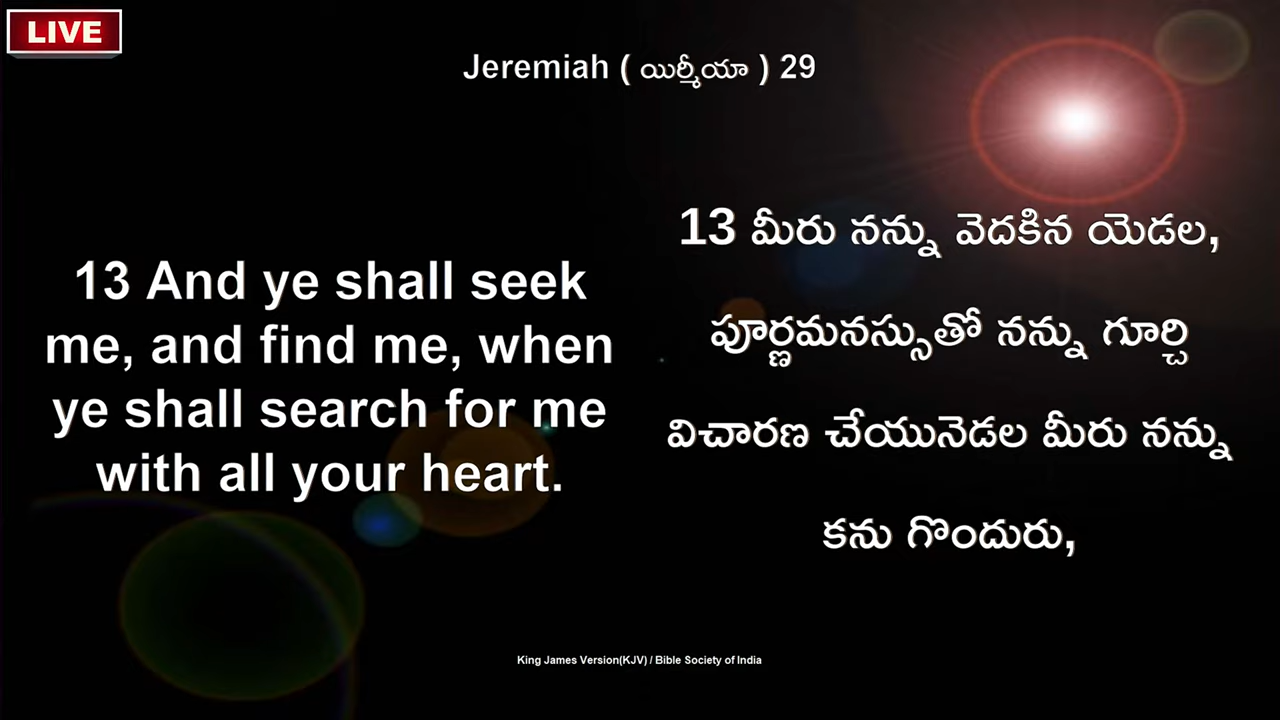 LIVE
Jeremiah ( యిర్మీయా ) 29
13 And ye shall seek
me, and find me, when
ye shall search for me
with all your heart.
13 మీరు నన్ను వెదకిన యెడల,
పూర్ణమనస్సుతో నన్ను గూర్చి
విచారణ చేయునెడల మీరు నన్ను
కను గొందురు,
King James Version(KJV) / Bible Society of India